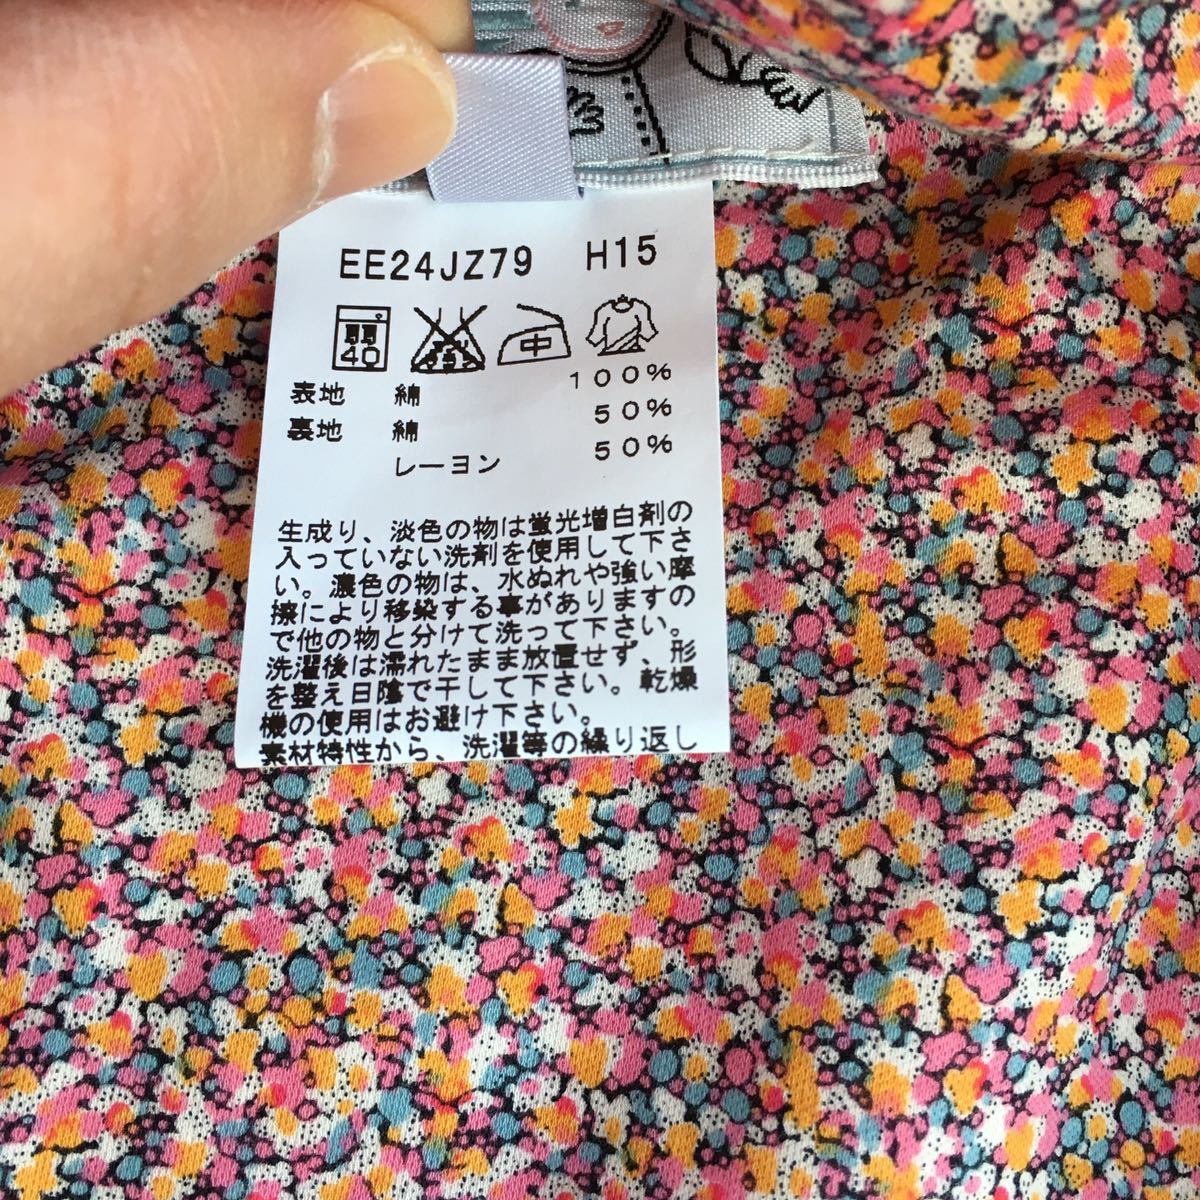 EE24JZ79 H15
弱 40 エンソサラシ 中
表地 綿 100%
裏地 綿 50%
レーヨン 50%
生成り、淡色の物は蛍光増白剤の
入っていない洗剤を使用して下さ
い。濃色の物は、水ぬれや強い摩
擦により移染する事がありますの
で他の物と分けて洗って下さい。
洗濯後は濡れたまま放置せず、形
を整え日陰で干して下さい。乾燥
機の使用はお避け下さい。
素材特性から、洗濯等の繰り返し